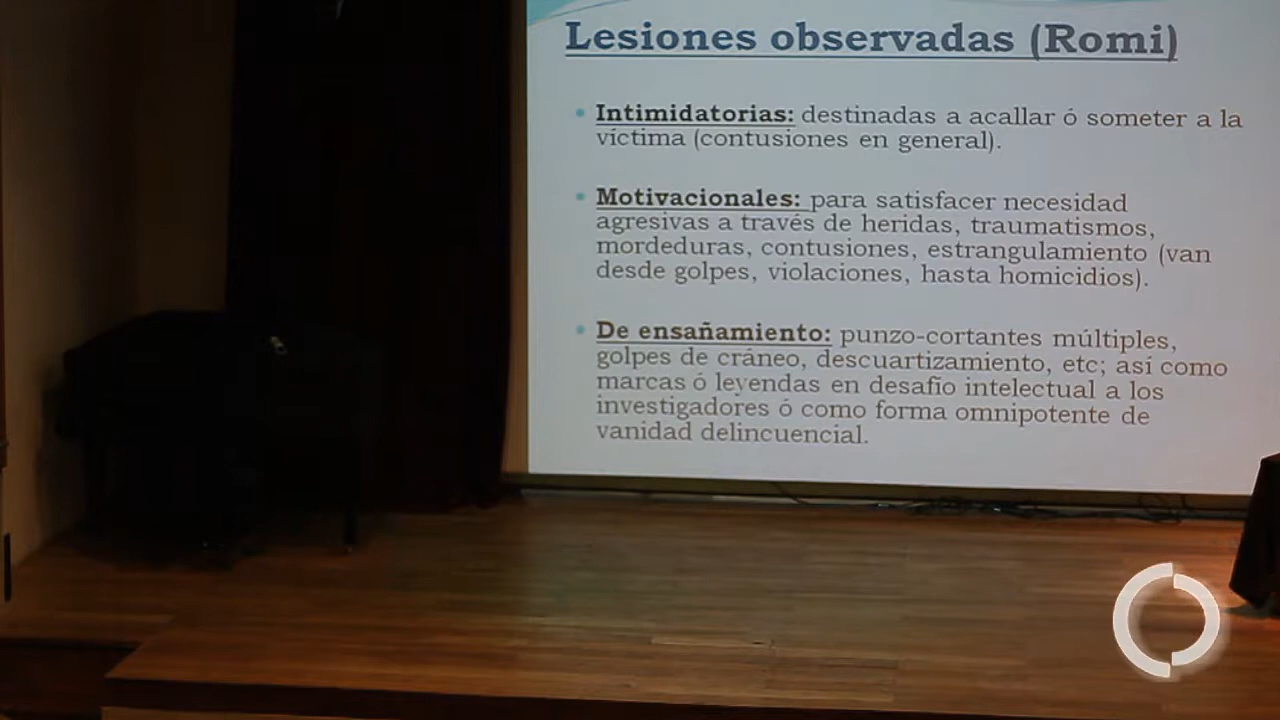 Lesiones observadas (Romi)
Intimidatorias: destinadas a acallar ó someter a la
víctima (contusiones en general).
Motivacionales: para satisfacer necesidad
agresivas a través de heridas, traumatismos,
mordeduras, contusiones, estrangulamiento (van
desde golpes, violaciones, hasta homicidios).
De ensañamiento: punzo-cortantes múltiples,
golpes de cráneo, descuartizamiento, etc; así como
marcas ó leyendas en desafío intelectual a los
investigadores ó como forma omnipotente de
vanidad delincuencial.